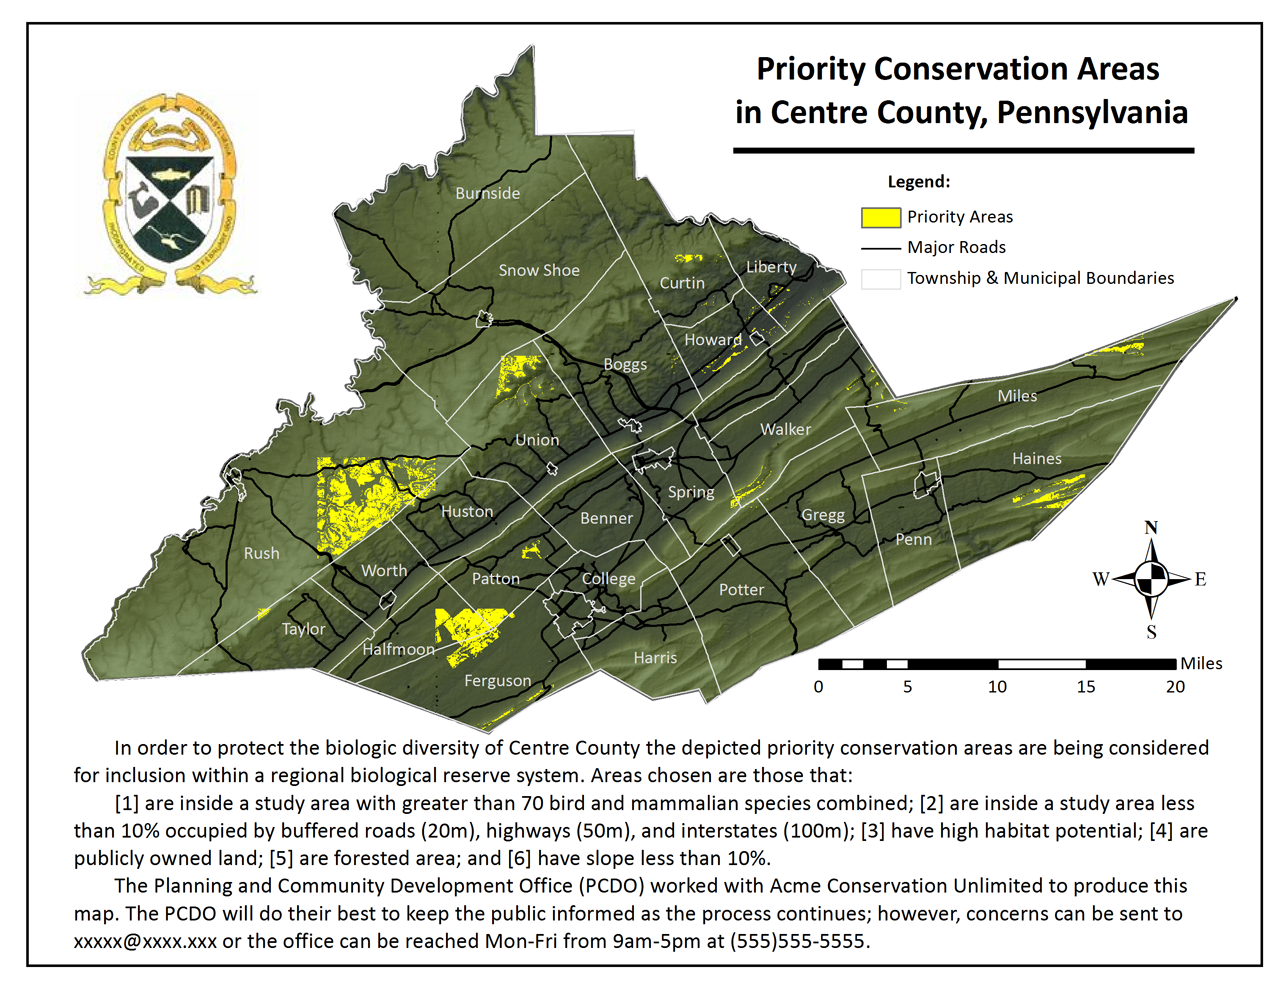 Priority Conservation Areas
in Centre County, Pennsylvania
COUNTY of CENTRE
PENNSYLVANIA
INCORPORATED
13 FEBRUARY 1800
Legend:
Priority Areas
Major Roads
Township & Municipal Boundaries
Burnside
Snow Shoe
Curtin
Liberty
Howard
Boggs
Miles
Walker
Union
Haines
Spring
Huston
Benner
Gregg
Penn
Rush
Worth
Patton
College
Potter
Taylor
Halfmoon
Harris
Ferguson
N
W E
S
Miles
0 5 10 15 20
In order to protect the biologic diversity of Centre County the depicted priority conservation areas are being considered
for inclusion within a regional biological reserve system. Areas chosen are those that:
[1] are inside a study area with greater than 70 bird and mammalian species combined; [2] are inside a study area less
than 10% occupied by buffered roads (20m), highways (50m), and interstates (100m); [3] have high habitat potential; [4] are
publicly owned land; [5] are forested area; and [6] have slope less than 10%.
The Planning and Community Development Office (PCDO) worked with Acme Conservation Unlimited to produce this
map. The PCDO will do their best to keep the public informed as the process continues; however, concerns can be sent to
xxxxx@xxxx.xxx or the office can be reached Mon-Fri from 9am-5pm at (555)555-5555.